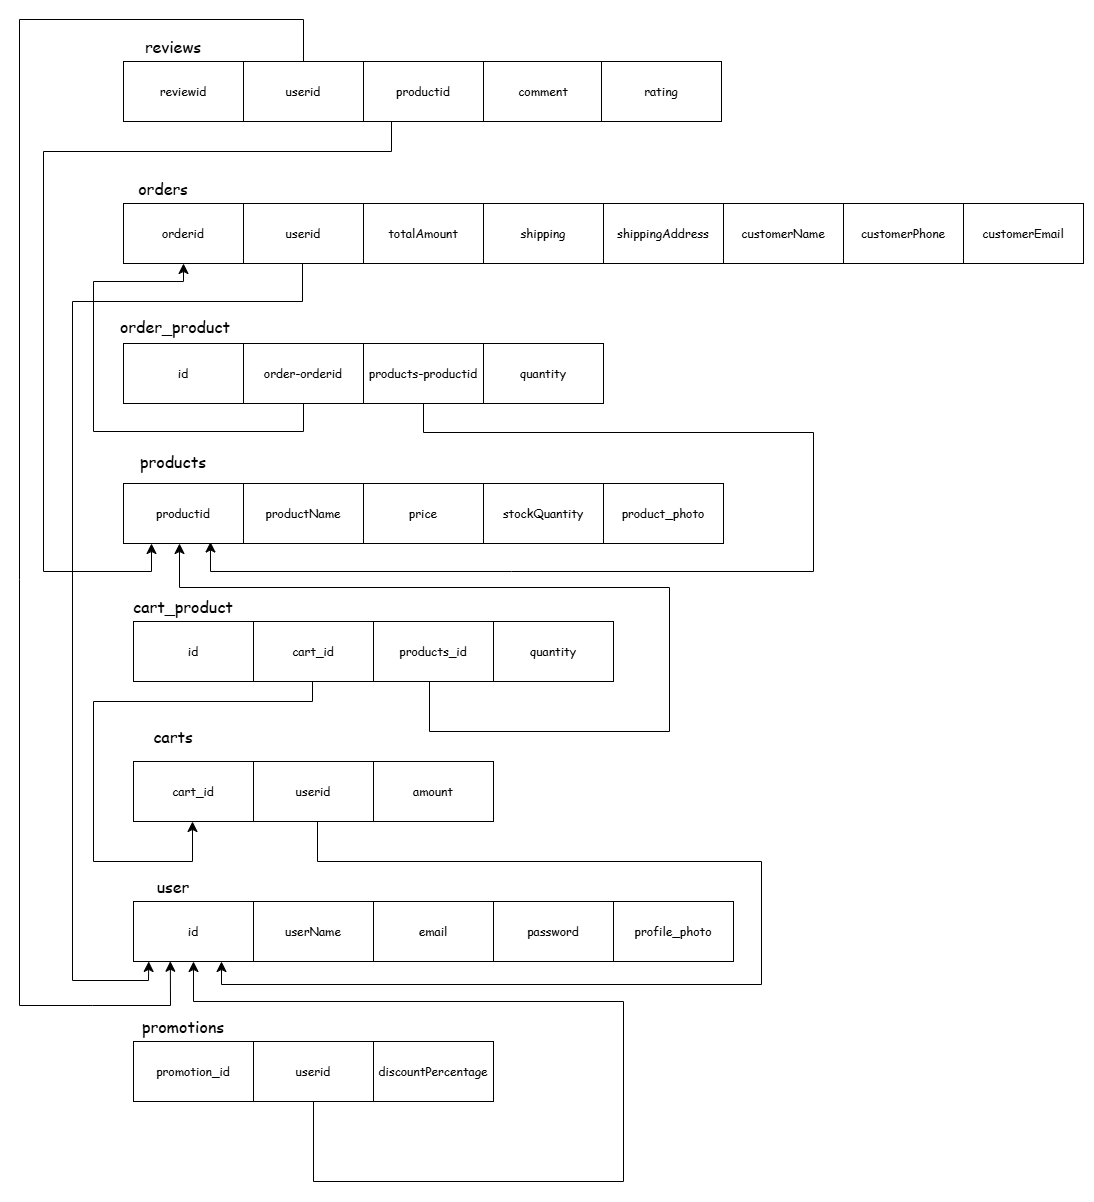 reviews
reviewid userid productid comment rating
orders
orderid userid totalAmount shipping shippingAddress customerName customerPhone customerEmail
order_product
id order-orderid products-productid quantity
products
productid productName price stockQuantity product_photo
cart_product
id cart_id products_id quantity
carts
cart_id userid amount
user
id userName email password profile_photo
promotions
promotion_id userid discountPercentage